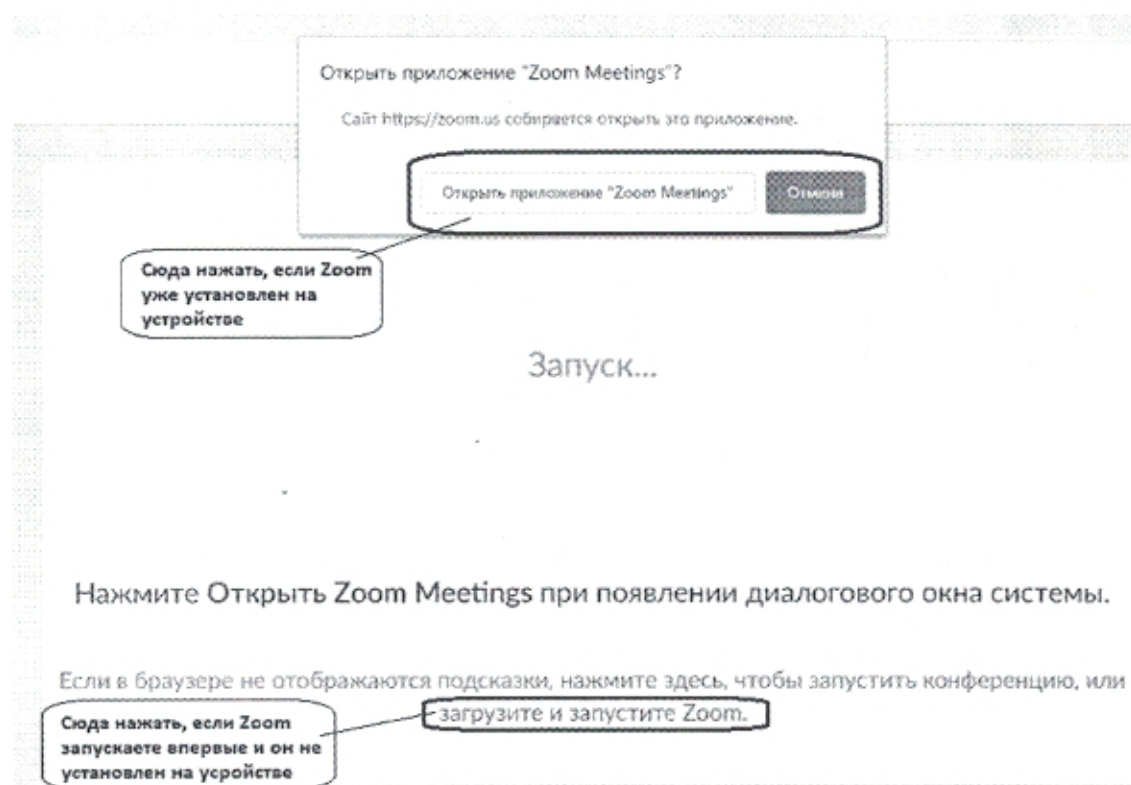 Открыть приложение "Zoom Meetings"?
Сайт https://zoom.us собирается открыть это приложение.
Открыть приложение "Zoom Meetings"
Отмена
Сюда нажать, если Zoom
уже установлен на
устройстве
Запуск...
Нажмите Открыть Zoom Meetings при появлении диалогового окна системы.
Если в браузере не отображаются подсказки, нажмите здесь, чтобы запустить конференцию, или
загрузите и запустите Zoom.
Сюда нажать, если Zoom
запускаете впервые и он не
установлен на усройстве